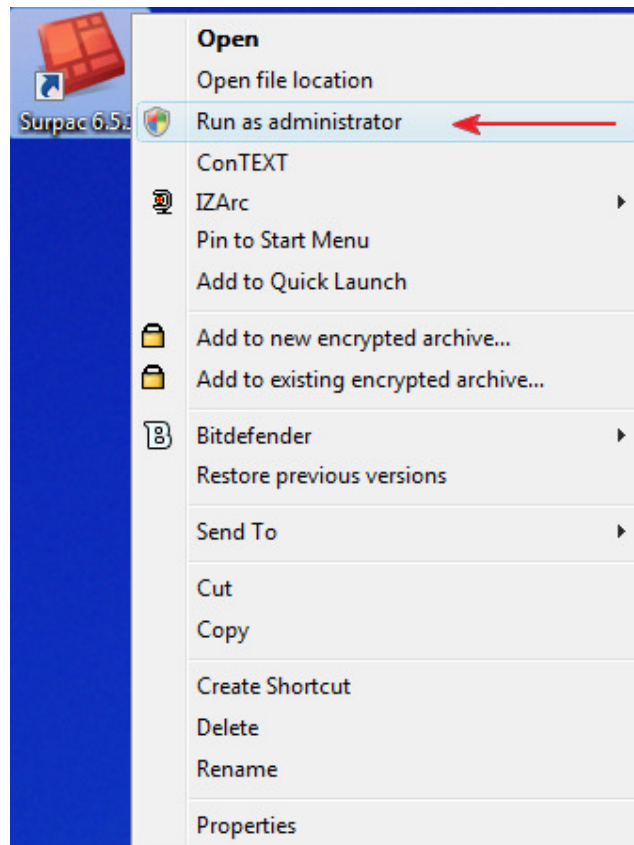 Surpac 6.5.1
Open
Open file location
Run as administrator
ConTEXT
IZArc
Pin to Start Menu
Add to Quick Launch
Add to new encrypted archive...
Add to existing encrypted archive...
Bitdefender
Restore previous versions
Send To
Cut
Copy
Create Shortcut
Delete
Rename
Properties